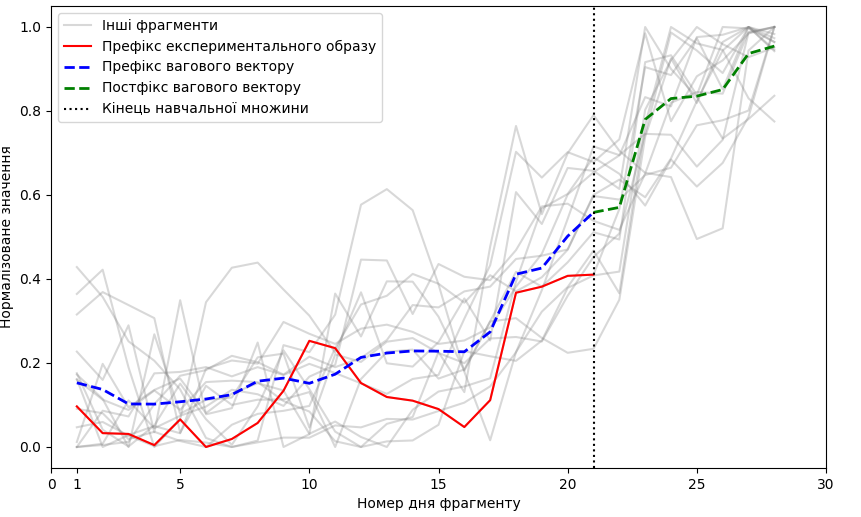 Інші фрагменти
Префікс експериментального образу
Префікс вагового вектору
Постфікс вагового вектору
Кінець навчальної множини
Нормалізоване значення
1.0
0.8
0.6
0.4
0.2
0.0
0 1 5 10 15 20 25 30
Номер дня фрагменту